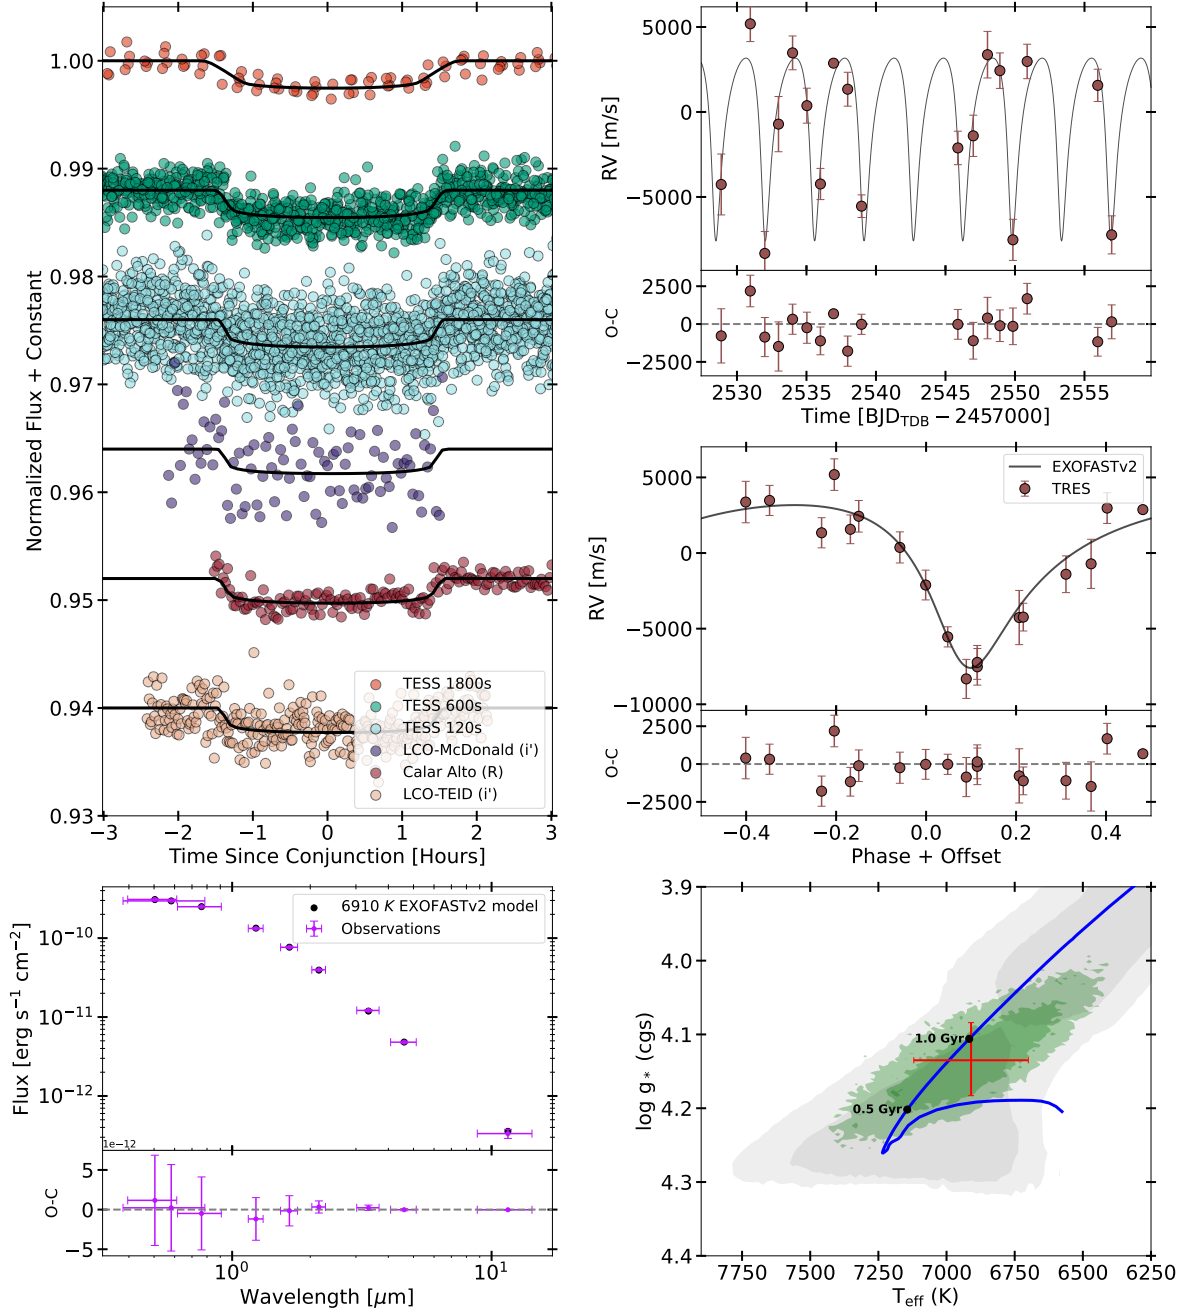 1.00
0.99
0.98
0.97
0.96
0.95
0.94
0.93
Normalized Flux + Constant
TESS 1800s
TESS 600s
TESS 120s
LCO-McDonald (i')
Calar Alto (R)
LCO-TEID (i')
−3 −2 −1 0 1 2 3
Time Since Conjunction [Hours]
5000
0
−5000
RV [m/s]
2500
0
−2500
O-C
2530 2535 2540 2545 2550 2555
Time [BJD_TDB − 2457000]
5000
0
−5000
−10000
RV [m/s]
EXOFASTv2
TRES
2500
0
−2500
O-C
−0.4 −0.2 0.0 0.2 0.4
Phase + Offset
10⁻¹⁰
10⁻¹¹
10⁻¹²
Flux [erg s⁻¹ cm⁻²]
6910 K EXOFASTv2 model
Observations
1e−12
5
0
−5
O-C
10⁰ 10¹
Wavelength [μm]
3.9
4.0
4.1
4.2
4.3
4.4
log g* (cgs)
1.0 Gyr
0.5 Gyr
7750 7500 7250 7000 6750 6500 6250
T_eff (K)